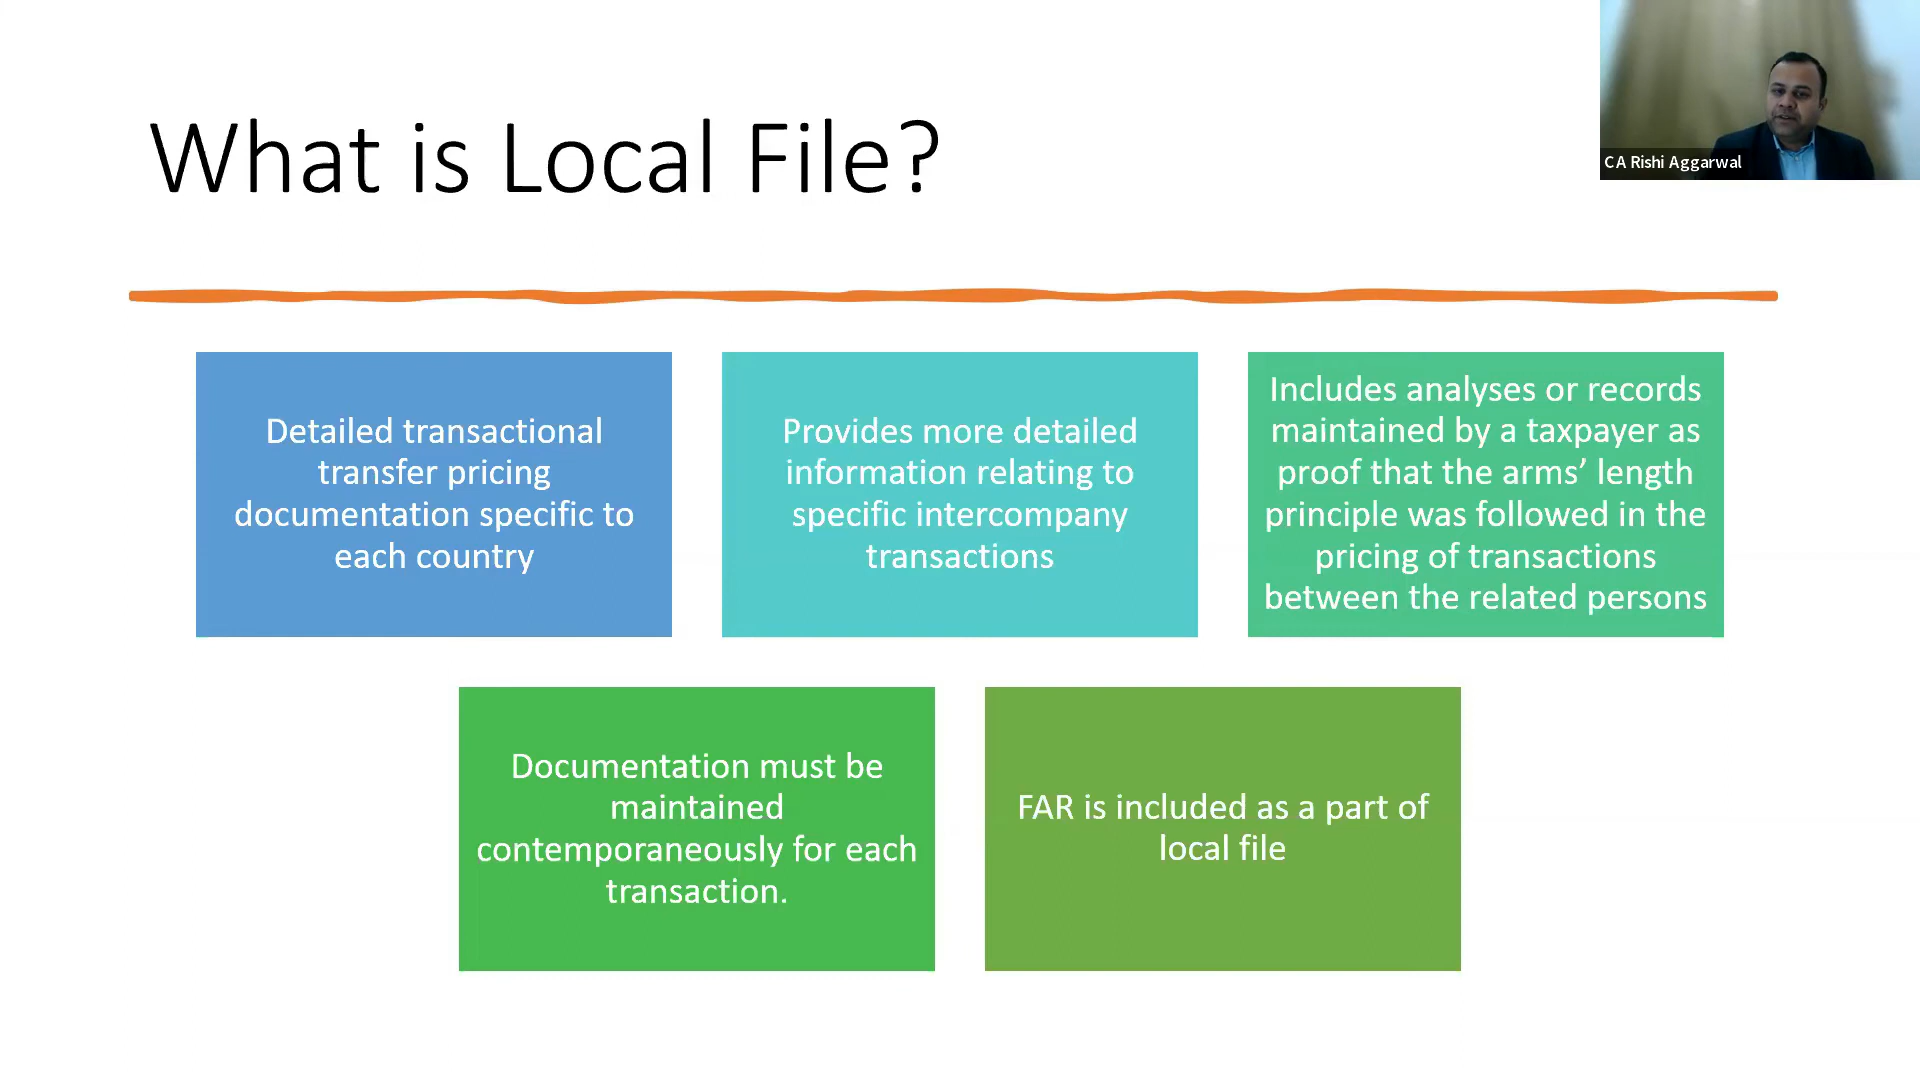 What is Local File?
CA Rishi Aggarwal
Detailed transactional
transfer pricing
documentation specific to
each country
Provides more detailed
information relating to
specific intercompany
transactions
Includes analyses or records
maintained by a taxpayer as
proof that the arms’ length
principle was followed in the
pricing of transactions
between the related persons
Documentation must be
maintained
contemporaneously for each
transaction.
FAR is included as a part of
local file